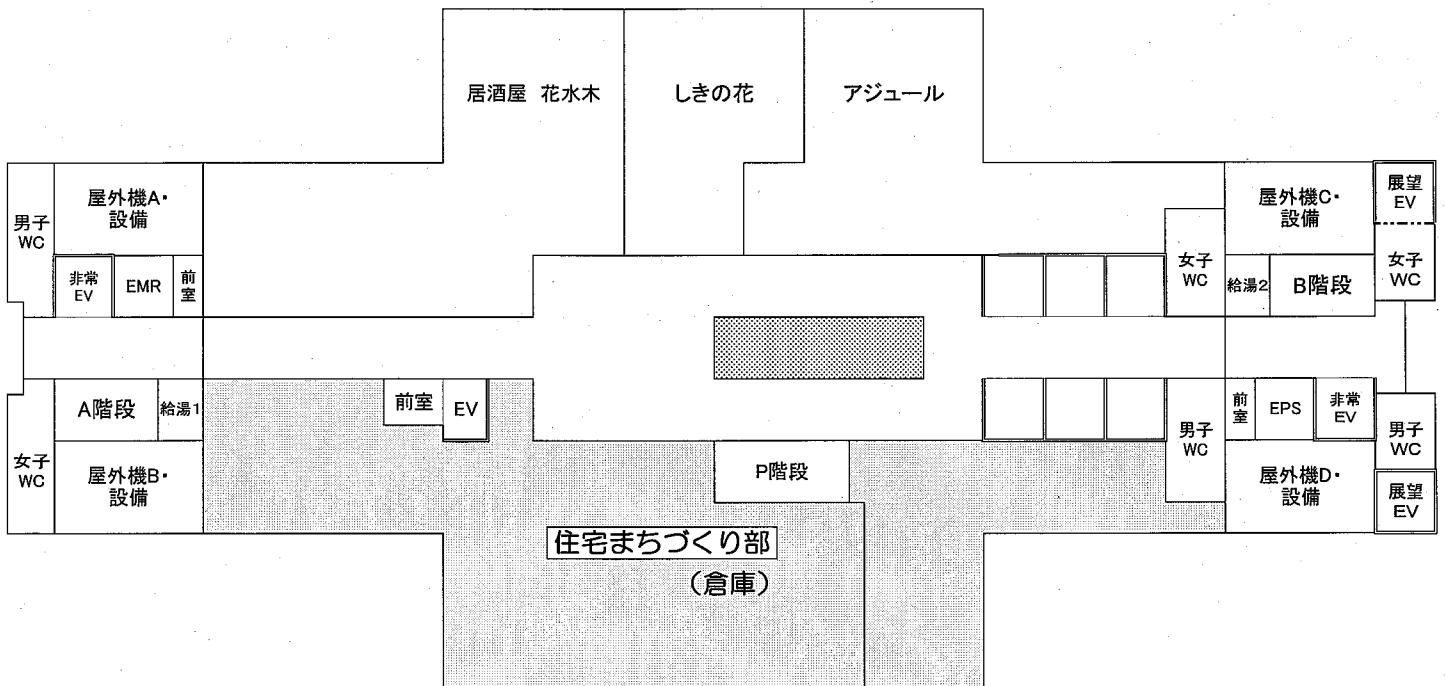 居酒屋 花水木
しきの花
アジュール
男子
WC
屋外機A・
設備
非常
EV
EMR
前
室
屋外機C・
設備
展望
EV
女子
WC
給湯2
B階段
女子
WC
A階段
給湯1
前室
EV
女子
WC
屋外機B・
設備
P階段
住宅まちづくり部
(倉庫)
男子
WC
前
室
EPS
非常
EV
男子
WC
屋外機D・
設備
展望
EV